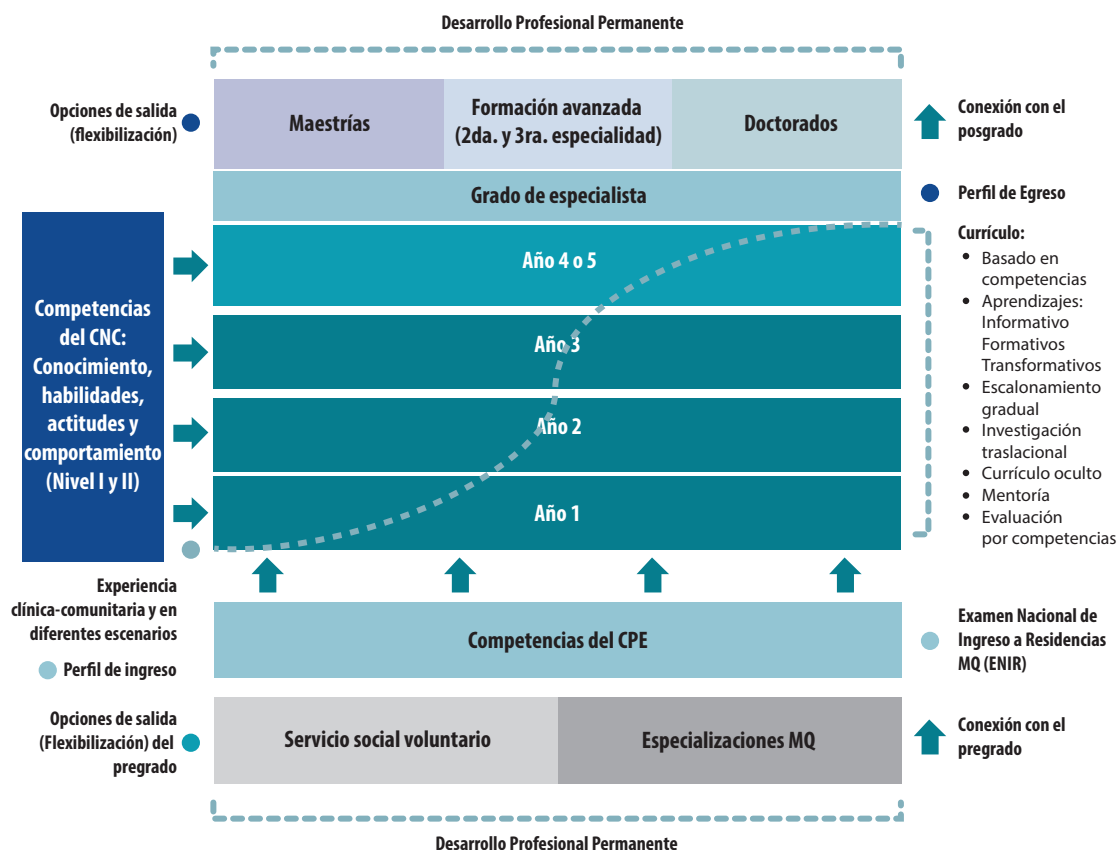 Desarrollo Profesional Permanente
Opciones de salida
(flexibilización)
Maestrías
Formación avanzada
(2da. y 3ra. especialidad)
Doctorados
Conexión con el
posgrado
Grado de especialista
Perfil de Egreso
Competencias
del CNC:
Conocimiento,
habilidades,
actitudes y
comportamiento
(Nivel I y II)
Año 4 o 5
Año 3
Año 2
Año 1
Currículo:
• Basado en
competencias
• Aprendizajes:
Informativo
Formativos
Transformativos
• Escalonamiento
gradual
• Investigación
traslacional
• Currículo oculto
• Mentoría
• Evaluación
por competencias
Experiencia
clínica-comunitaria y en
diferentes escenarios
Perfil de ingreso
Competencias del CPE
Examen Nacional de
Ingreso a Residencias
MQ (ENIR)
Opciones de salida
(Flexibilización) del
pregrado
Servicio social voluntario
Especializaciones MQ
Conexión con el
pregrado
Desarrollo Profesional Permanente